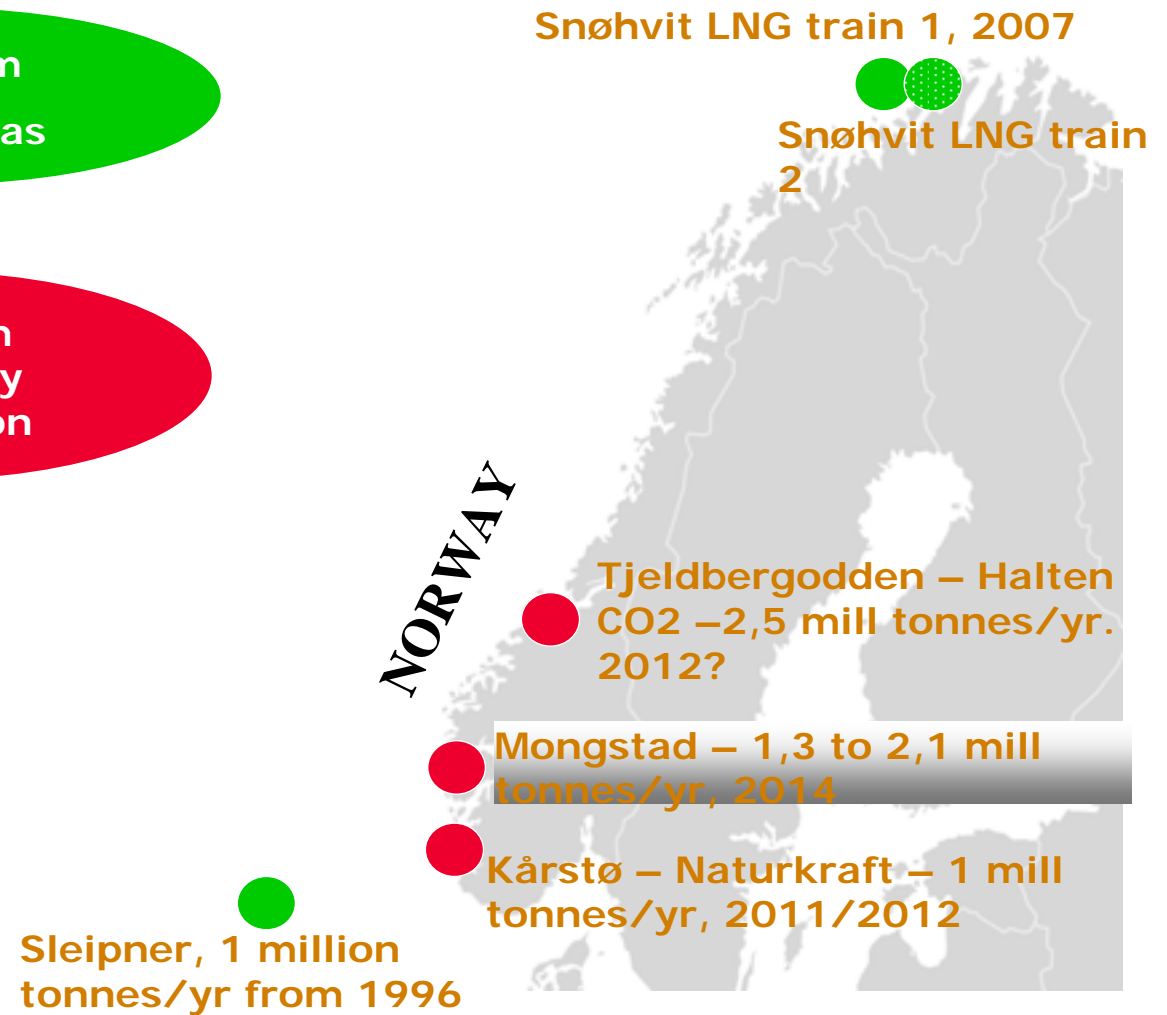 Snøhvit LNG train 1, 2007
as
Snøhvit LNG train
2
y
on
NORWAY
Tjeldbergodden – Halten
CO2 –2,5 mill tonnes/yr.
2012?
Mongstad – 1,3 to 2,1 mill
tonnes/yr, 2014
Kårstø – Naturkraft – 1 mill
tonnes/yr, 2011/2012
Sleipner, 1 million
tonnes/yr from 1996